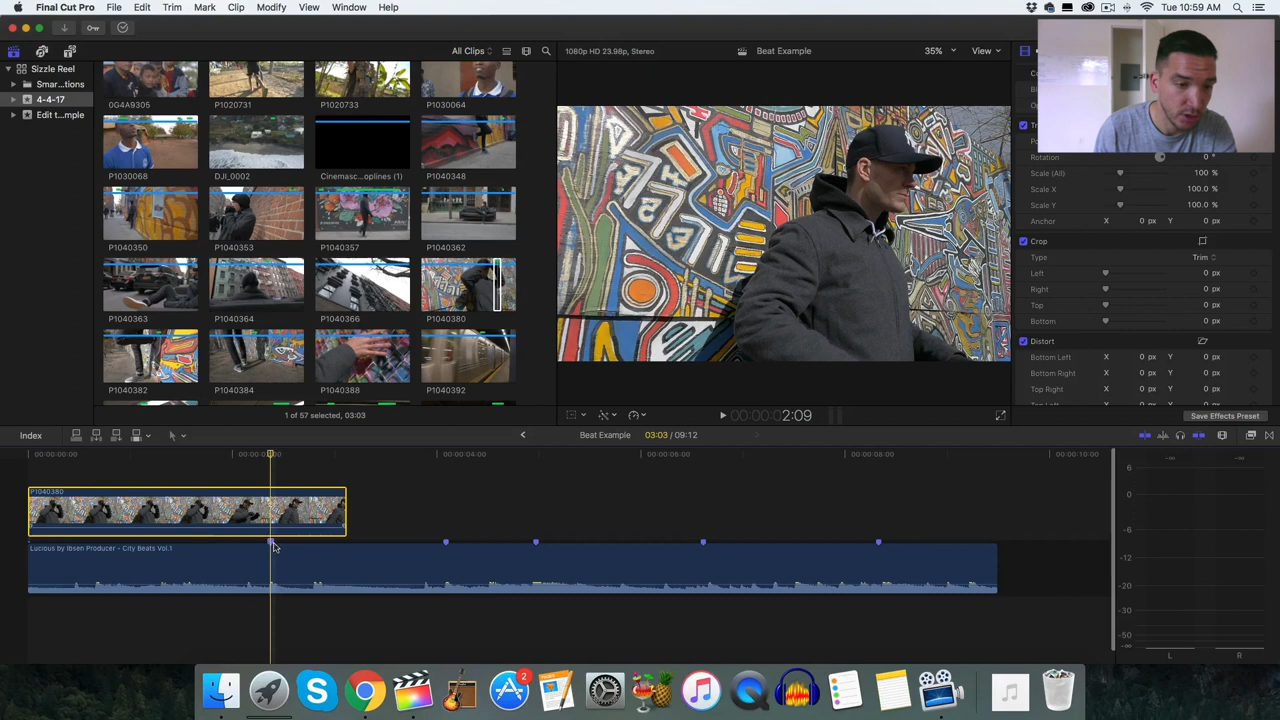 Final Cut Pro File Edit Trim Mark Clip Modify View Window Help Tue 10:59 AM
All Clips 1080p HD 23.98p, Stereo Beat Example 35% View
Sizzle Reel
Smar...tions
4-4-17
Edit t...mple
0G4A9305 P1020731 P1020733 P1030064
P1030068 DJI_0002 Cinemasc...oplines (1) P1040348
P1040350 P1040353 P1040357 P1040362
P1040363 P1040364 P1040366 P1040380
P1040382 P1040384 P1040388 P1040392
1 of 57 selected, 03:03
00:00:00:02:09
Rotation 0 °
Scale (All) 100 %
Scale X 100.0 %
Scale Y 100.0 %
Anchor X 0 px Y 0 px
Crop
Type Trim
Left 0 px
Right 0 px
Top 0 px
Bottom 0 px
Distort
Bottom Left X 0 px Y 0 px
Bottom Right X 0 px Y 0 px
Top Right X 0 px Y 0 px
Save Effects Preset
Index Beat Example 03:03 / 09:12
00:00:00:00 00:00:04:00 00:00:06:00 00:00:08:00 00:00:10:00
P1040380
Lucious by Ibsen Producer - City Beats Vol.1
6
0
-6
-12
-20
-30
-50
-∞
L R
2